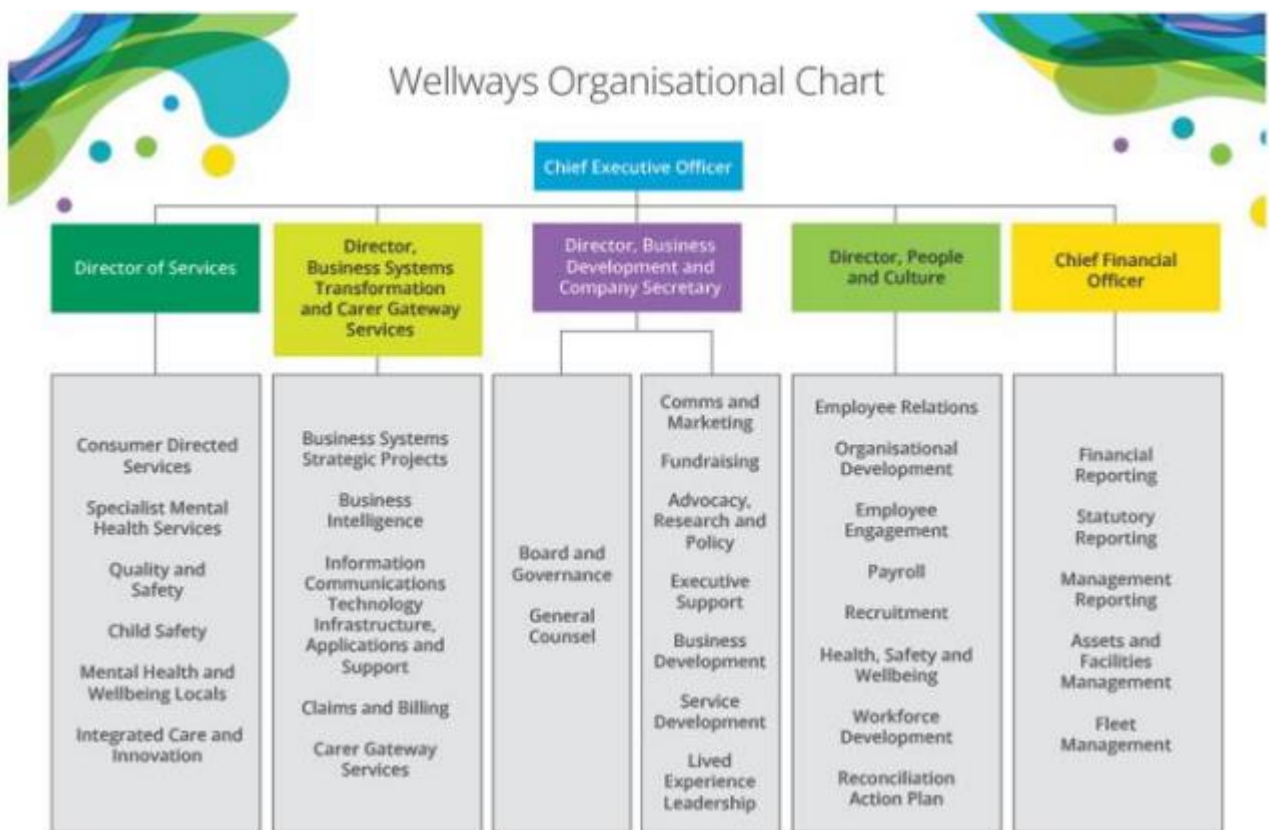 Wellways Organisational Chart
Chief Executive Officer
Director of Services
Director,
Business Systems
Transformation
and Carer Gateway
Services
Director, Business
Development and
Company Secretary
Director, People
and Culture
Chief Financial
Officer
Consumer Directed
Services
Specialist Mental
Health Services
Quality and
Safety
Child Safety
Mental Health and
Wellbeing Locals
Integrated Care and
Innovation
Business Systems
Strategic Projects
Business
Intelligence
Information
Communications
Technology
Infrastructure,
Applications and
Support
Claims and Billing
Carer Gateway
Services
Board and
Governance
General
Counsel
Comms and
Marketing
Fundraising
Advocacy,
Research and
Policy
Executive
Support
Business
Development
Service
Development
Lived
Experience
Leadership
Employee Relations
Organisational
Development
Employee
Engagement
Payroll
Recruitment
Health, Safety and
Wellbeing
Workforce
Development
Reconciliation
Action Plan
Financial
Reporting
Statutory
Reporting
Management
Reporting
Assets and
Facilities
Management
Fleet
Management